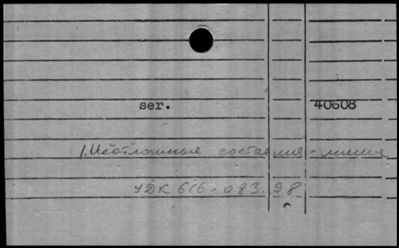 ser. 40608
1. Неотложные состояния -
УДК 616-083.98